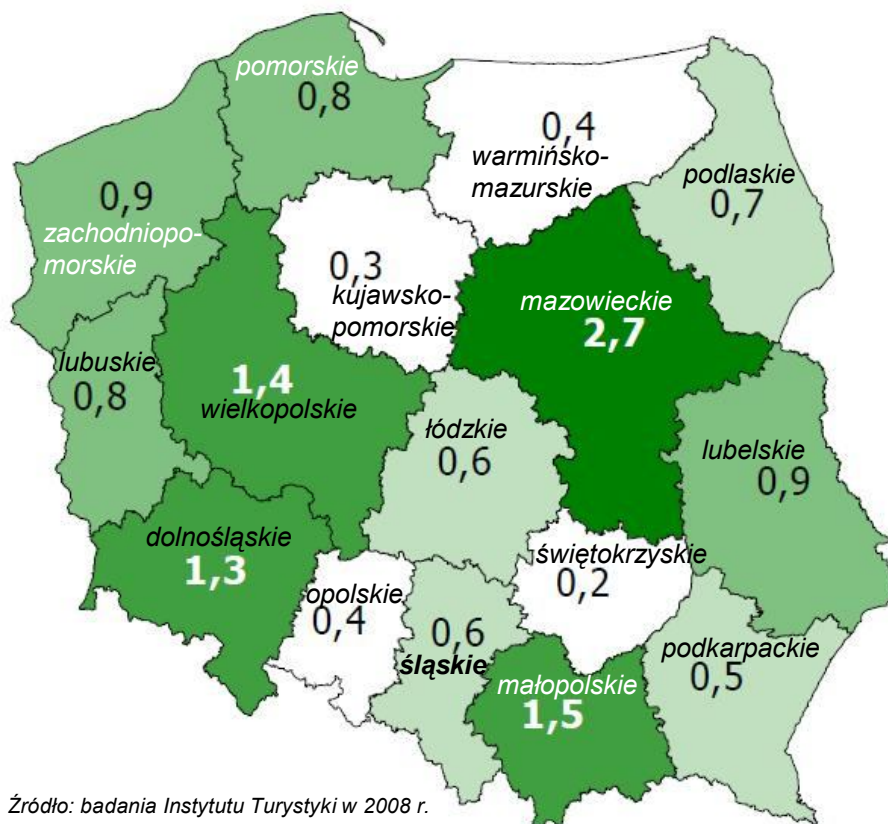 pomorskie
0,8
0,4
warmińsko-
mazurskie
podlaskie
0,7
0,9
zachodniopo-
morskie
0,3
kujawsko-
pomorskie
mazowieckie
2,7
lubuskie
0,8
1,4
wielkopolskie
łódzkie
0,6
lubelskie
0,9
dolnośląskie
1,3
opolskie
0,4
0,6
śląskie
świętokrzyskie
0,2
małopolskie
1,5
podkarpackie
0,5
Źródło: badania Instytutu Turystyki w 2008 r.